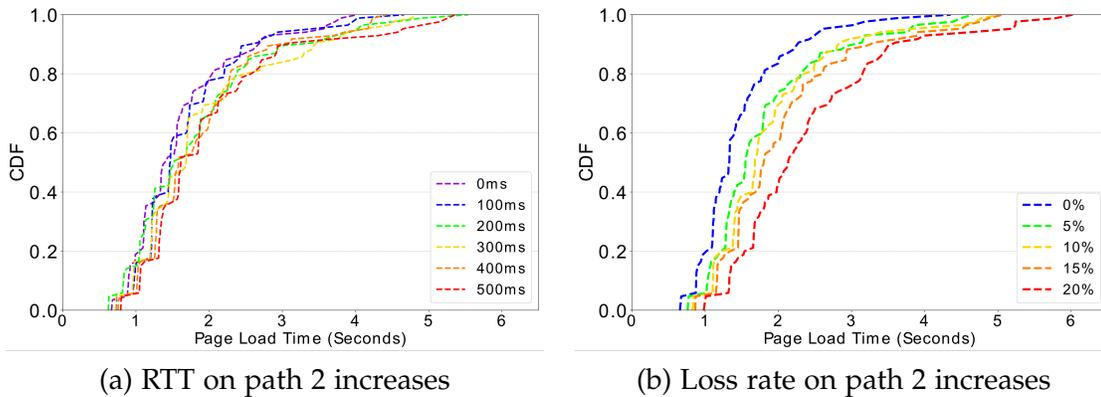 1.0
0.8
0.6
0.4
0.2
0.0
CDF
0 1 2 3 4 5 6
Page Load Time (Seconds)
0ms
100ms
200ms
300ms
400ms
500ms
(a) RTT on path 2 increases
1.0
0.8
0.6
0.4
0.2
0.0
CDF
0 1 2 3 4 5 6
Page Load Time (Seconds)
0%
5%
10%
15%
20%
(b) Loss rate on path 2 increases